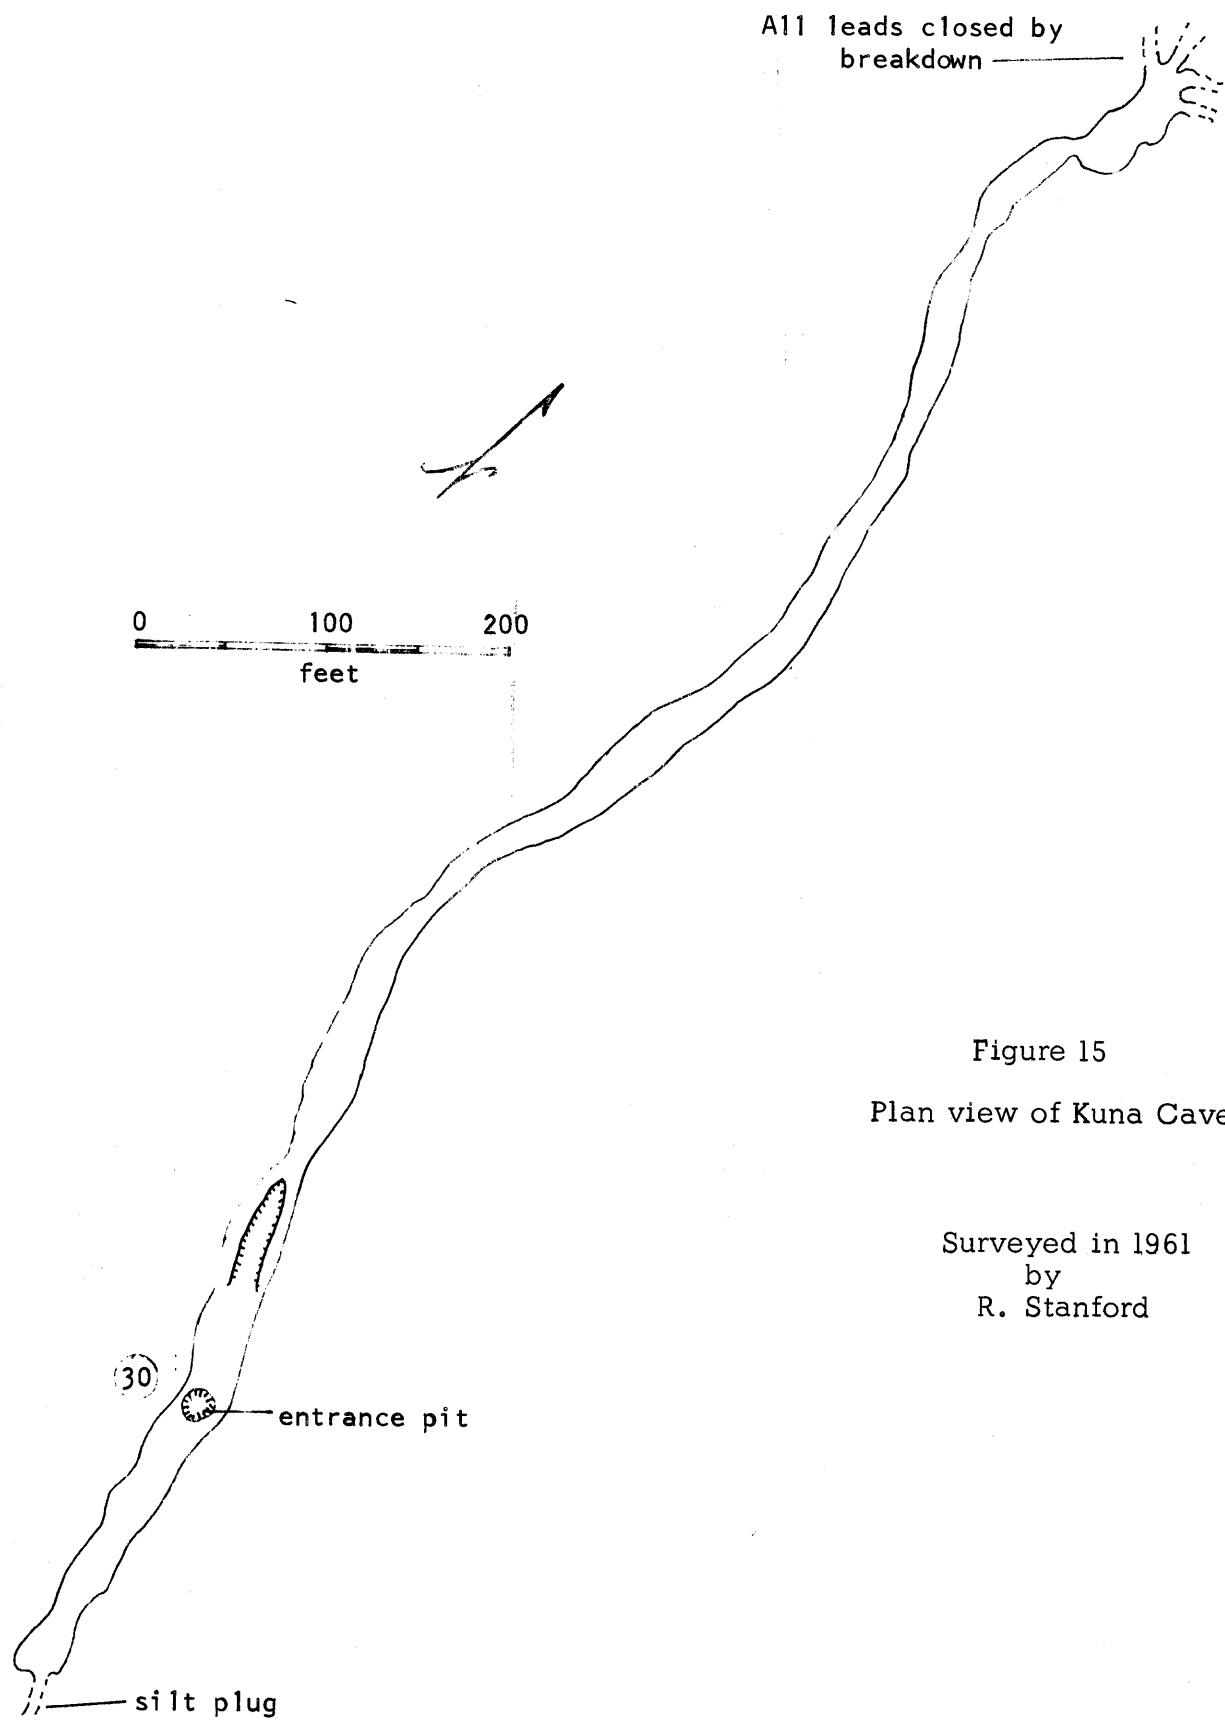 All leads closed by
breakdown
0 100 200
feet
Figure 15
Plan view of Kuna Cave
Surveyed in 1961
by
R. Stanford
30
entrance pit
silt plug